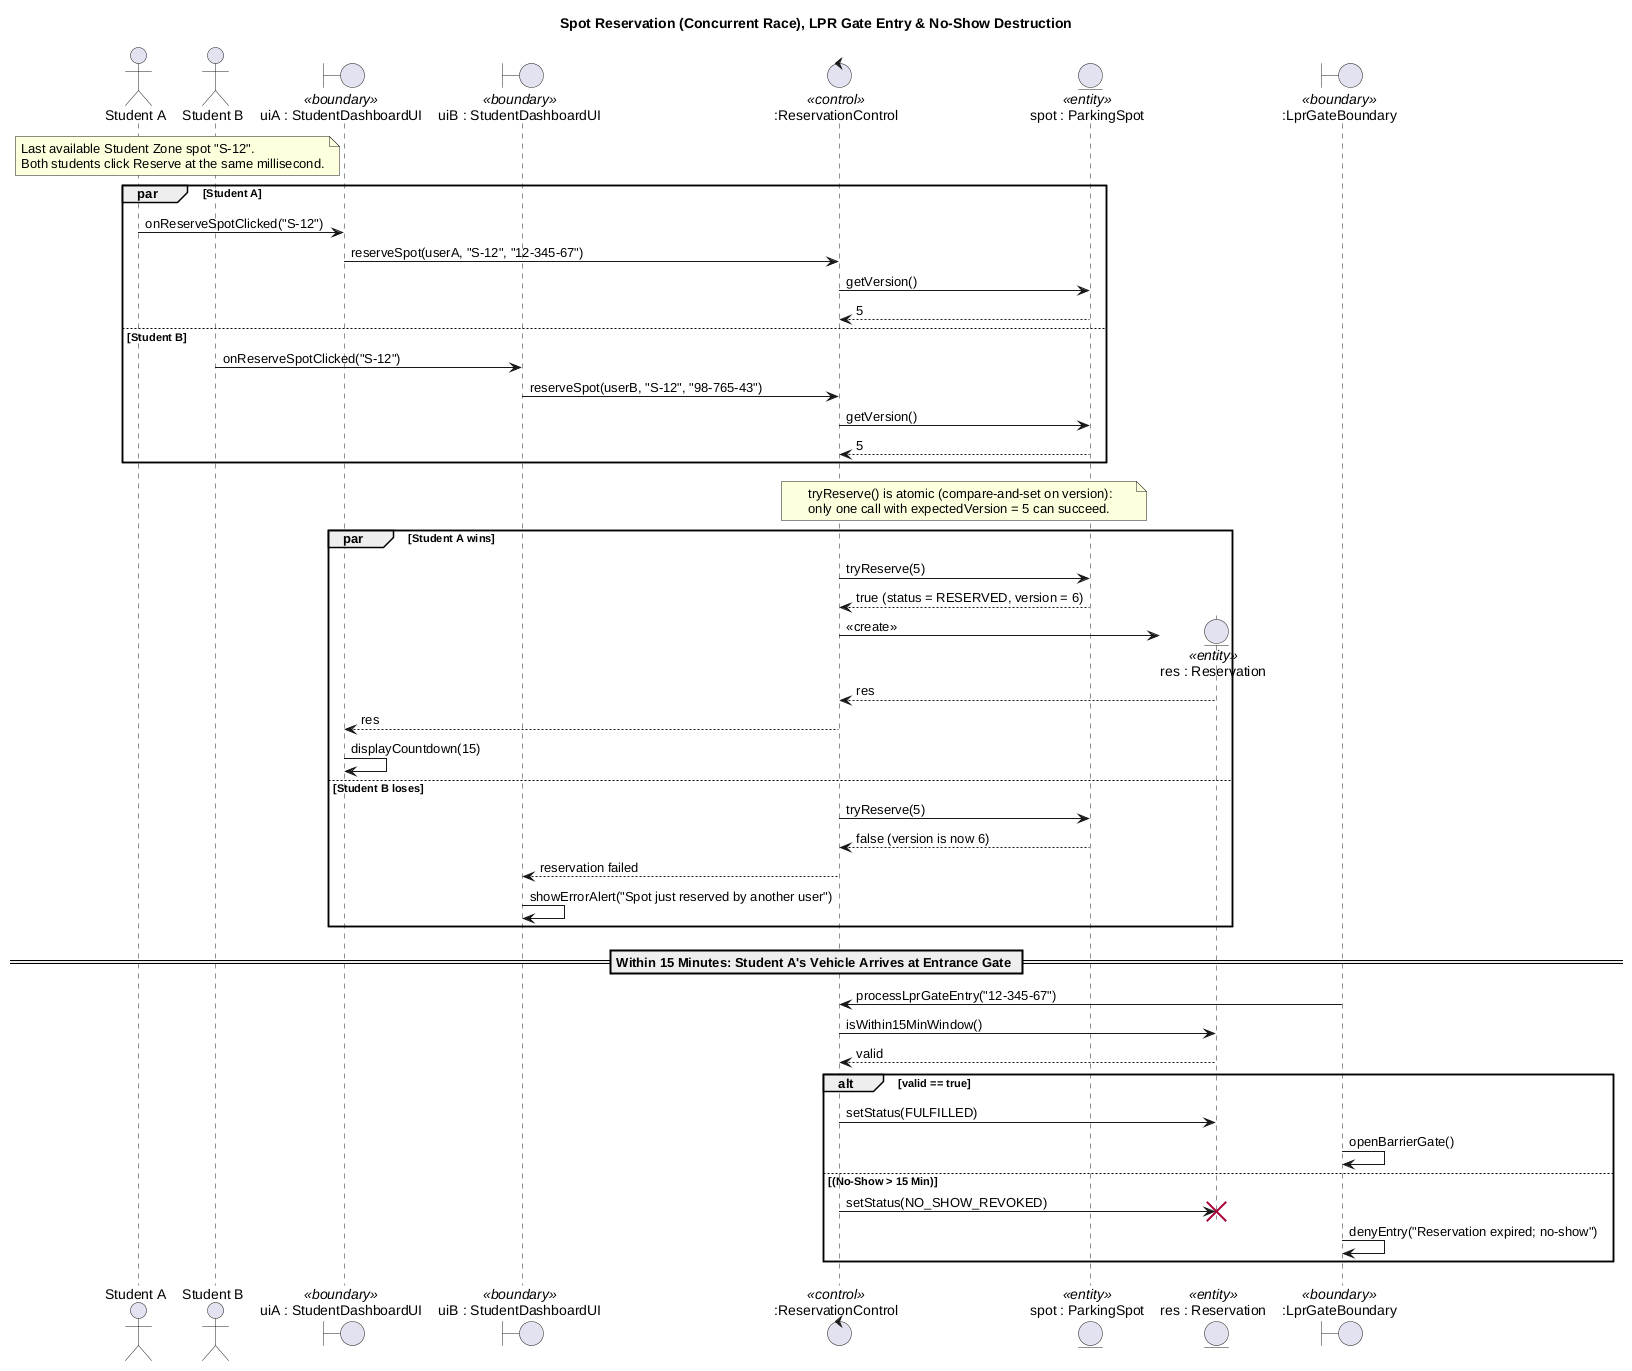 Spot Reservation (Concurrent Race), LPR Gate Entry & No-Show Destruction
Student A
Student B
«boundary»
uiA : StudentDashboardUI
«boundary»
uiB : StudentDashboardUI
«control»
:ReservationControl
«entity»
spot : ParkingSpot
«boundary»
:LprGateBoundary
Last available Student Zone spot "S-12".
Both students click Reserve at the same millisecond.
par
[Student A]
onReserveSpotClicked("S-12")
reserveSpot(userA, "S-12", "12-345-67")
getVersion()
5
[Student B]
onReserveSpotClicked("S-12")
reserveSpot(userB, "S-12", "98-765-43")
getVersion()
5
tryReserve() is atomic (compare-and-set on version):
only one call with expectedVersion = 5 can succeed.
par
[Student A wins]
tryReserve(5)
true (status = RESERVED, version = 6)
«create»
«entity»
res : Reservation
res
res
displayCountdown(15)
[Student B loses]
tryReserve(5)
false (version is now 6)
reservation failed
showErrorAlert("Spot just reserved by another user")
Within 15 Minutes: Student A's Vehicle Arrives at Entrance Gate
processLprGateEntry("12-345-67")
isWithin15MinWindow()
valid
alt
[valid == true]
setStatus(FULFILLED)
openBarrierGate()
[(No-Show > 15 Min)]
setStatus(NO_SHOW_REVOKED)
denyEntry("Reservation expired; no-show")
Student A
Student B
«boundary»
uiA : StudentDashboardUI
«boundary»
uiB : StudentDashboardUI
«control»
:ReservationControl
«entity»
spot : ParkingSpot
«entity»
res : Reservation
«boundary»
:LprGateBoundary